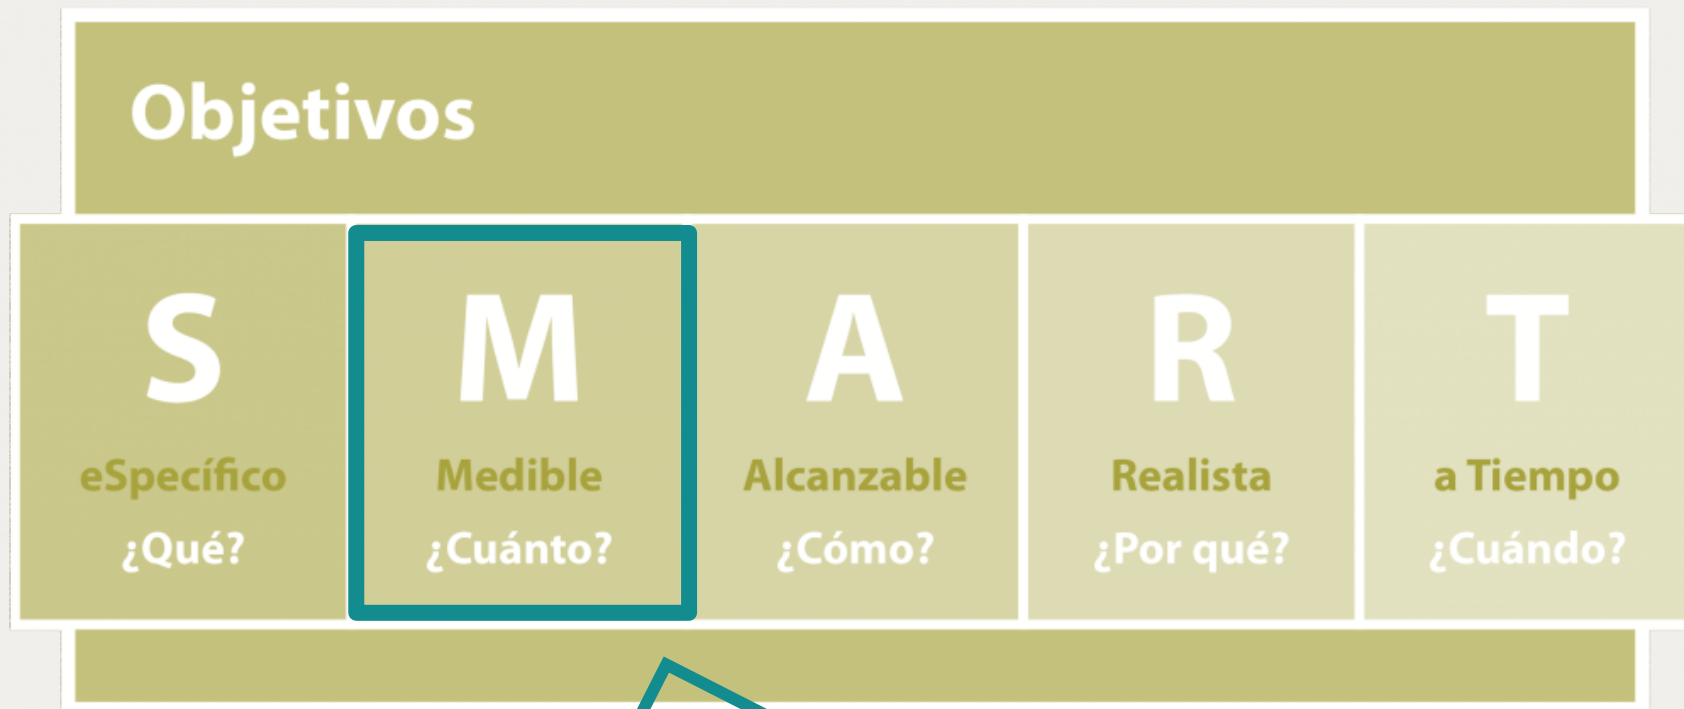 Objetivos
S
eSpecífico
¿Qué?
M
Medible
¿Cuánto?
A
Alcanzable
¿Cómo?
R
Realista
¿Por qué?
T
a Tiempo
¿Cuándo?